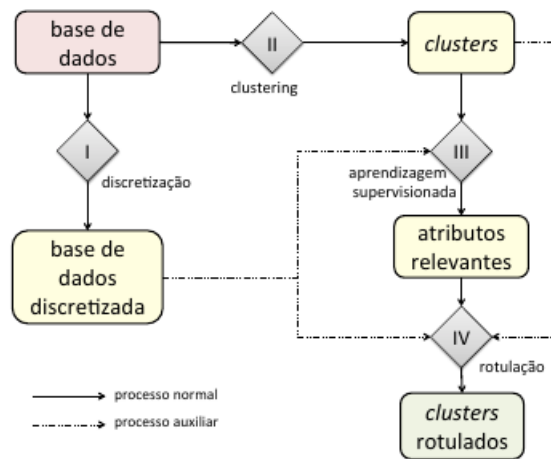 base de
dados
II
clustering
clusters
I
discretização
III
aprendizagem
supervisionada
base de
dados
discretizada
atributos
relevantes
IV
rotulação
processo normal
processo auxiliar
clusters
rotulados